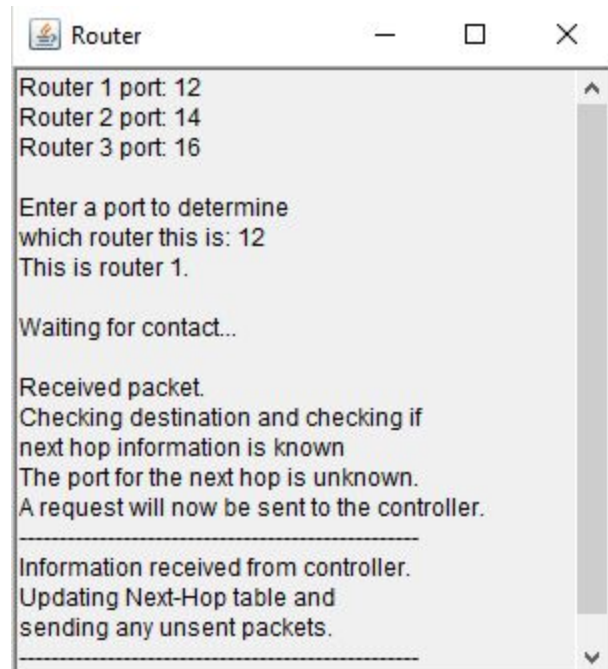 Router
Router 1 port: 12
Router 2 port: 14
Router 3 port: 16
Enter a port to determine
which router this is: 12
This is router 1.
Waiting for contact...
Received packet.
Checking destination and checking if
next hop information is known
The port for the next hop is unknown.
A request will now be sent to the controller.
--------------------------------------------------
Information received from controller.
Updating Next-Hop table and
sending any unsent packets.
--------------------------------------------------